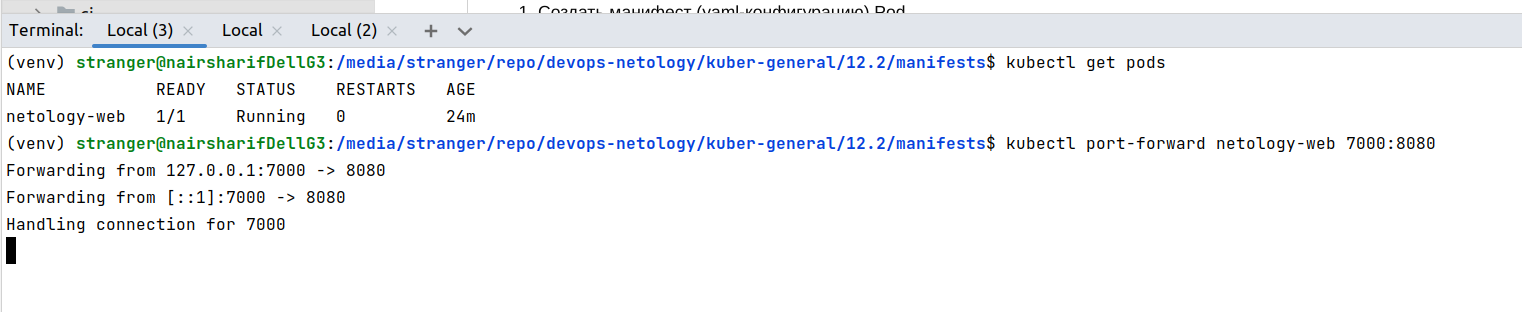 ci
1. Создать манифест (yaml-конфигурацию) Pod
Terminal: Local (3) × Local × Local (2) × +
(venv) stranger@nairsharifDellG3:/media/stranger/repo/devops-netology/kuber-general/12.2/manifests$ kubectl get pods
NAME READY STATUS RESTARTS AGE
netology-web 1/1 Running 0 24m
(venv) stranger@nairsharifDellG3:/media/stranger/repo/devops-netology/kuber-general/12.2/manifests$ kubectl port-forward netology-web 7000:8080
Forwarding from 127.0.0.1:7000 -> 8080
Forwarding from [::1]:7000 -> 8080
Handling connection for 7000